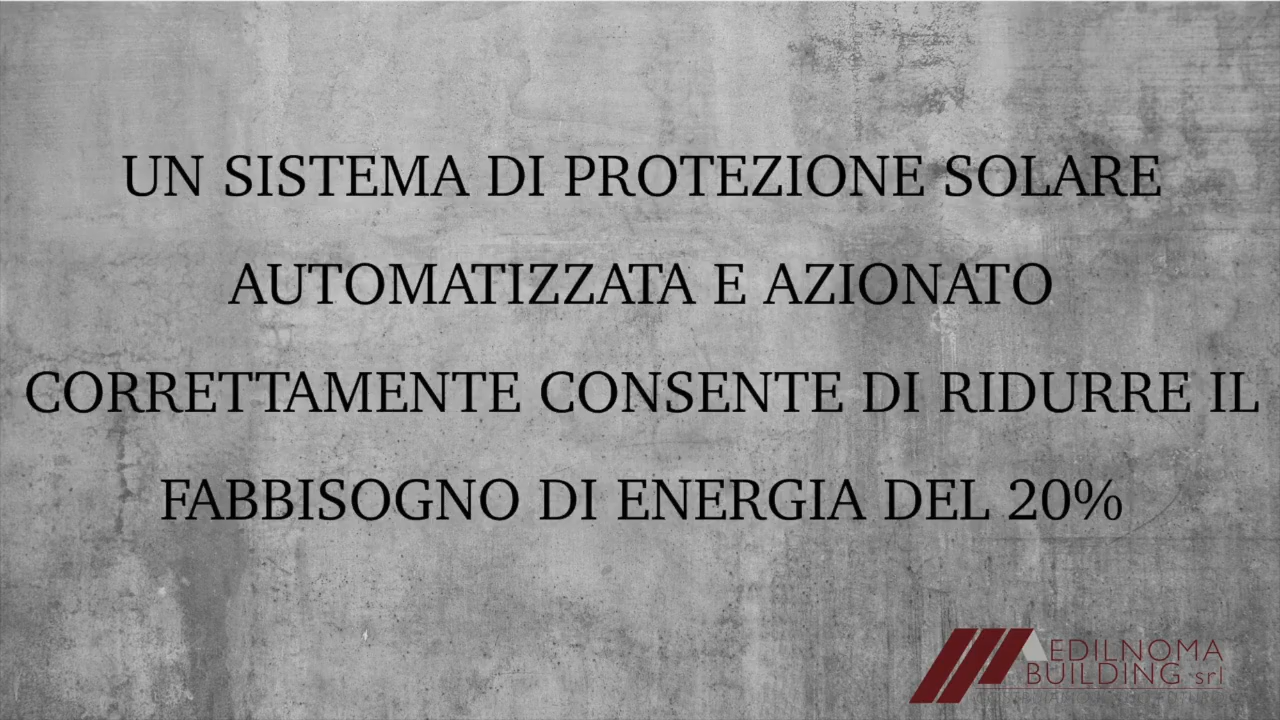 UN SISTEMA DI PROTEZIONE SOLARE
AUTOMATIZZATA E AZIONATO
CORRETTAMENTE CONSENTE DI RIDURRE IL
FABBISOGNO DI ENERGIA DEL 20%
EDILNOMA
BUILDING srl